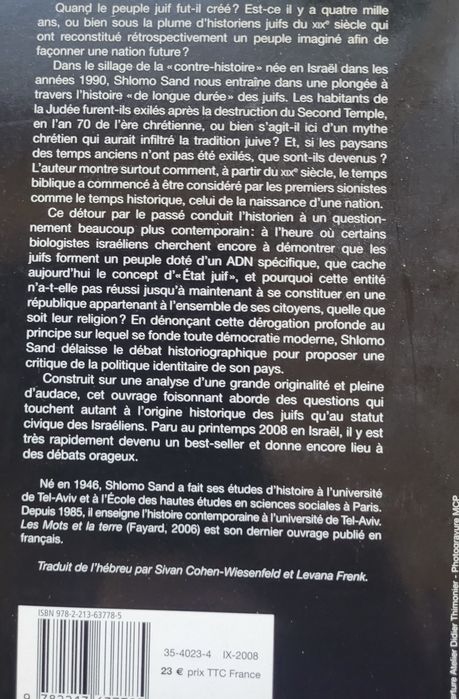 Quand le peuple juif fut-il créé? Est-ce il y a quatre mille
ans, ou bien sous la plume d'historiens juifs du XIXe siècle qui
ont reconstitué rétrospectivement un peuple imaginé afin de
façonner une nation future?
Dans le sillage de la «contre-histoire» née en Israël dans les
années 1990, Shlomo Sand nous entraîne dans une plongée à
travers l'histoire «de longue durée» des juifs. Les habitants de
la Judée furent-ils exilés après la destruction du Second Temple,
en l'an 70 de l'ère chrétienne, ou bien s'agit-il ici d'un mythe
chrétien qui aurait infiltré la tradition juive? Et, si les paysans
des temps anciens n'ont pas été exilés, que sont-ils devenus ?
L'auteur montre surtout comment, à partir du XIXe siècle, le temps
biblique a commencé à être considéré par les premiers sionistes
comme le temps historique, celui de la naissance d'une nation.
Ce détour par le passé conduit l'historien à un question-
nement beaucoup plus contemporain: à l'heure où certains
biologistes israéliens cherchent encore à démontrer que les
juifs forment un peuple doté d'un ADN spécifique, que cache
aujourd'hui le concept d'«État juif», et pourquoi cette entité
n'a-t-elle pas réussi jusqu'à maintenant à se constituer en une
république appartenant à l'ensemble de ses citoyens, quelle que
soit leur religion? En dénonçant cette dérogation profonde au
principe sur lequel se fonde toute démocratie moderne, Shlomo
Sand délaisse le débat historiographique pour proposer une
critique de la politique identitaire de son pays.
Construit sur une analyse d'une grande originalité et pleine
d'audace, cet ouvrage foisonnant aborde des questions qui
touchent autant à l'origine historique des juifs qu'au statut
civique des Israéliens. Paru au printemps 2008 en Israël, il y est
très rapidement devenu un best-seller et donne encore lieu à
des débats orageux.
Né en 1946, Shlomo Sand a fait ses études d'histoire à l'université
de Tel-Aviv et à l'École des hautes études en sciences sociales à Paris.
Depuis 1985, il enseigne l'histoire contemporaine à l'université de Tel-Aviv.
Les Mots et la terre (Fayard, 2006) est son dernier ouvrage publié en
français.
Traduit de l'hébreu par Sivan Cohen-Wiesenfeld et Levana Frenk.
ISBN 978-2-213-63778-5
35-4023-4 IX-2008
23 € prix TTC France
Atelier Didier Thimonier - Photogravure MCP